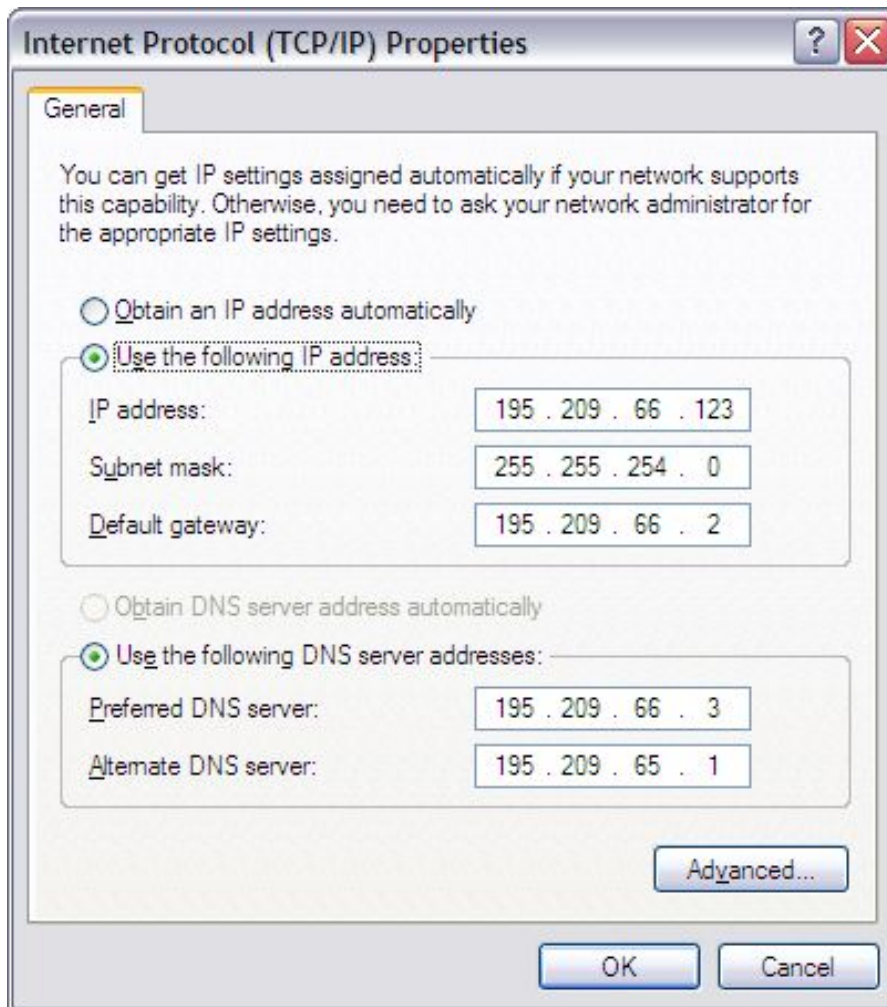 Internet Protocol (TCP/IP) Properties
General
You can get IP settings assigned automatically if your network supports
this capability. Otherwise, you need to ask your network administrator for
the appropriate IP settings.
Obtain an IP address automatically
Use the following IP address:
IP address: 195 . 209 . 66 . 123
Subnet mask: 255 . 255 . 254 . 0
Default gateway: 195 . 209 . 66 . 2
Obtain DNS server address automatically
Use the following DNS server addresses:
Preferred DNS server: 195 . 209 . 66 . 3
Alternate DNS server: 195 . 209 . 65 . 1
Advanced...
OK Cancel